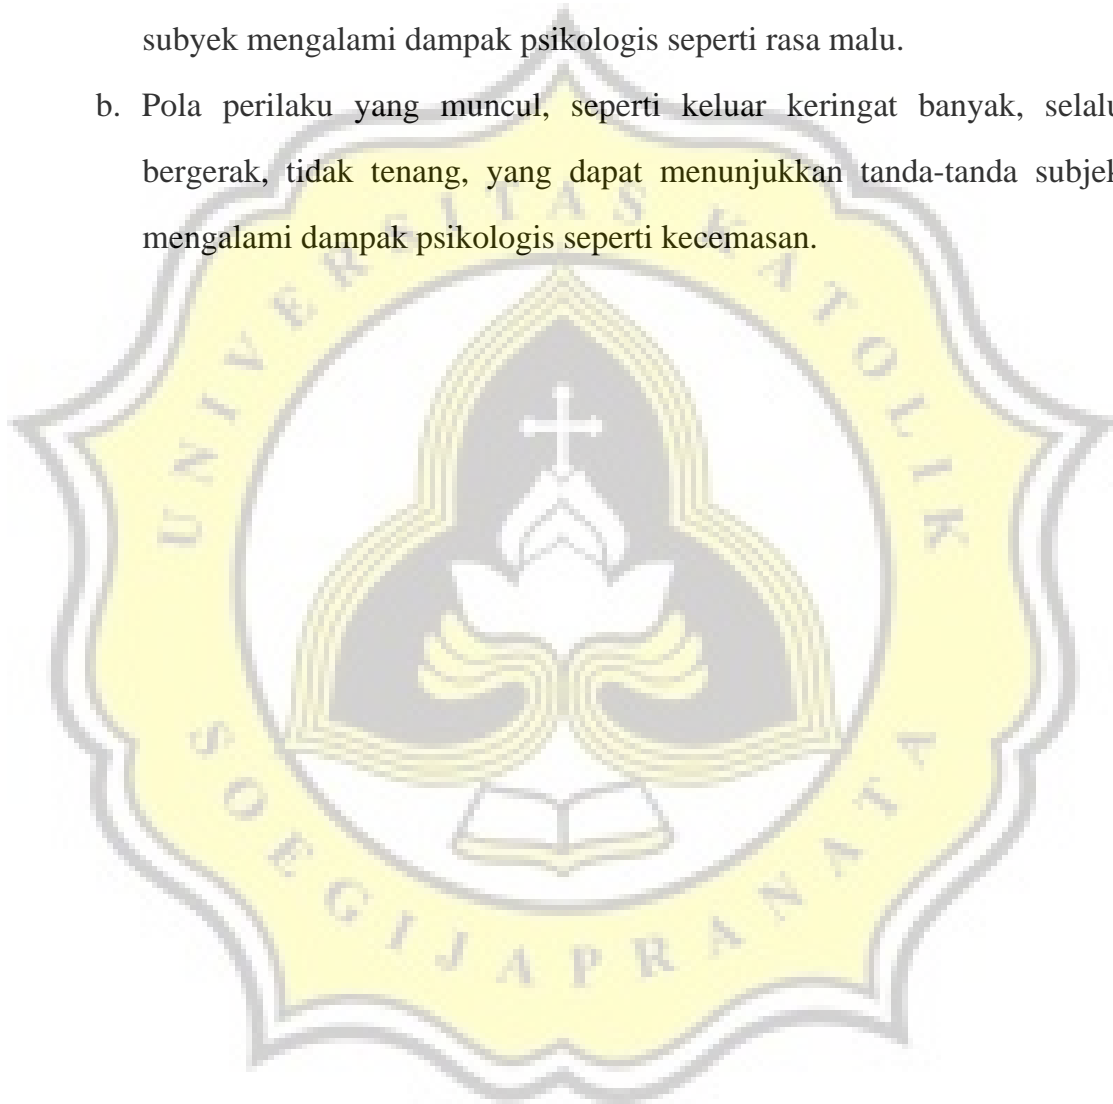 subyek mengalami dampak psikologis seperti rasa malu.
b. Pola perilaku yang muncul, seperti keluar keringat banyak, selalu
bergerak, tidak tenang, yang dapat menunjukkan tanda-tanda subjek
mengalami dampak psikologis seperti kecemasan.
UNIVERSITAS KATOLIK
SOEGIJAPRANATA